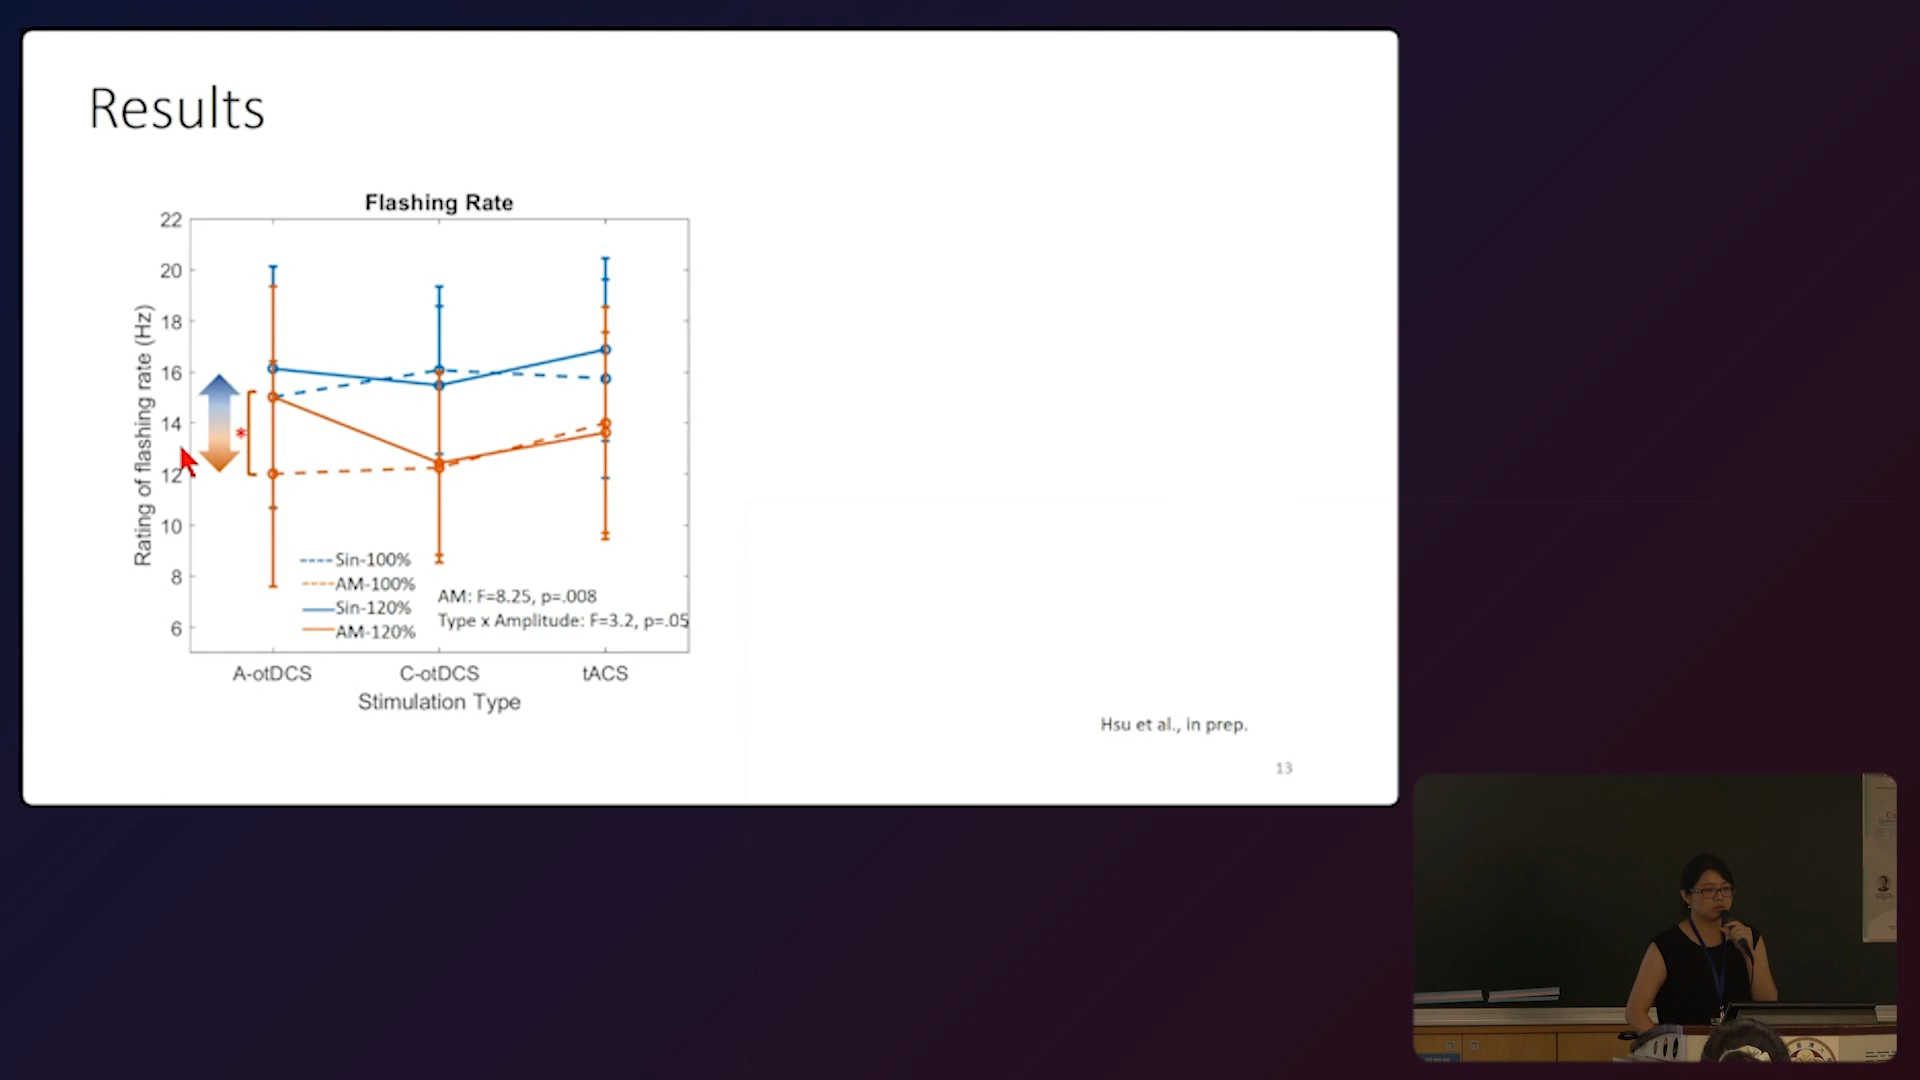 Results
Flashing Rate
22
20
18
16
14
12
10
8
6
Rating of flashing rate (Hz)
*
Sin-100%
AM-100%
Sin-120%
AM-120%
AM: F=8.25, p=.008
Type x Amplitude: F=3.2, p=.05
A-otDCS
C-otDCS
tACS
Stimulation Type
Hsu et al., in prep.
13